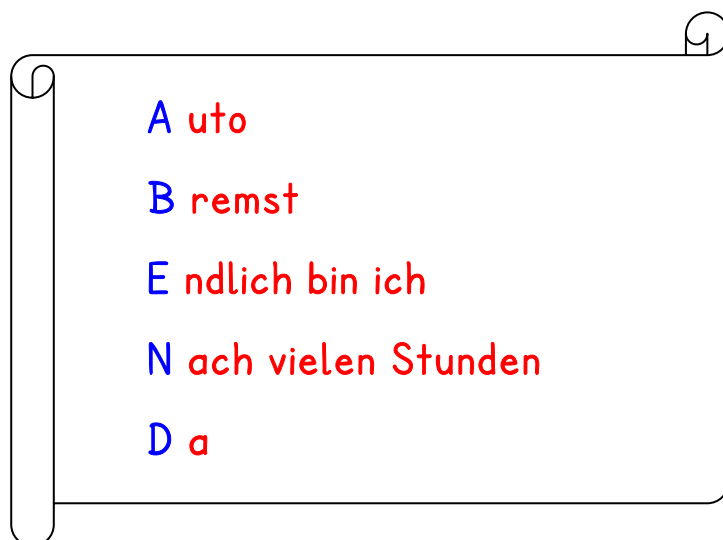 A uto
B remst
E ndlich bin ich
N ach vielen Stunden
D a